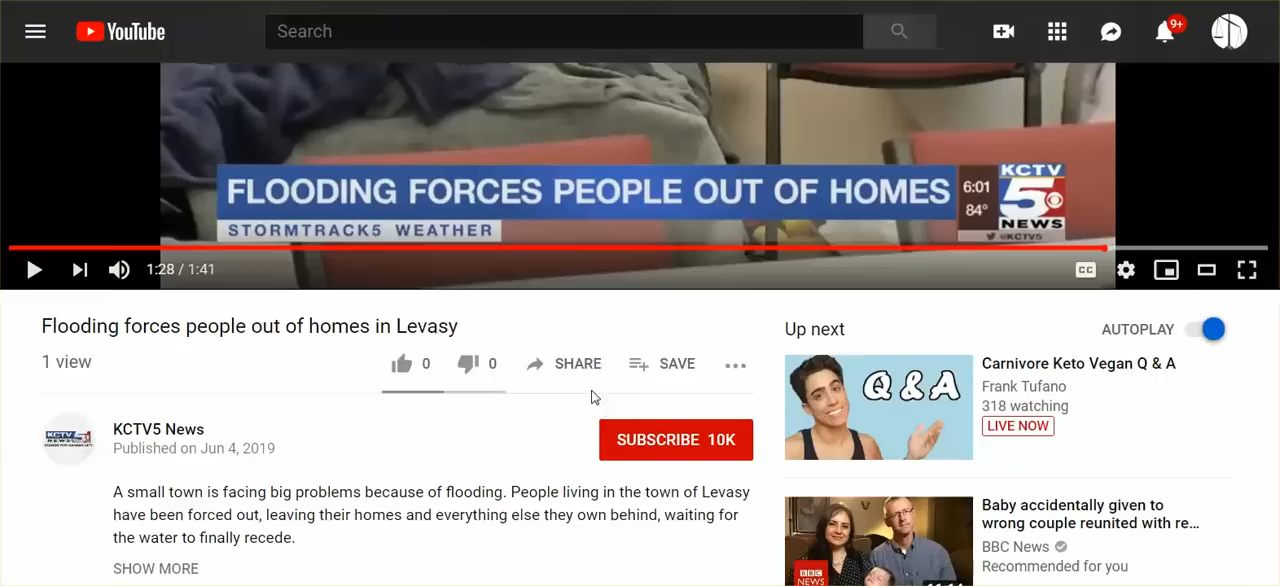 YouTube
Search
9+
FLOODING FORCES PEOPLE OUT OF HOMES
6:01
84°
KCTV
5
NEWS
@KCTV5
STORMTRACK5 WEATHER
1:28 / 1:41
CC
Flooding forces people out of homes in Levasy
1 view
0
0
SHARE
SAVE
KCTV5 News
Published on Jun 4, 2019
SUBSCRIBE 10K
A small town is facing big problems because of flooding. People living in the town of Levasy
have been forced out, leaving their homes and everything else they own behind, waiting for
the water to finally recede.
SHOW MORE
Up next
AUTOPLAY
Q & A
Carnivore Keto Vegan Q & A
Frank Tufano
318 watching
LIVE NOW
BBC
NEWS
Baby accidentally given to
wrong couple reunited with re...
BBC News
Recommended for you